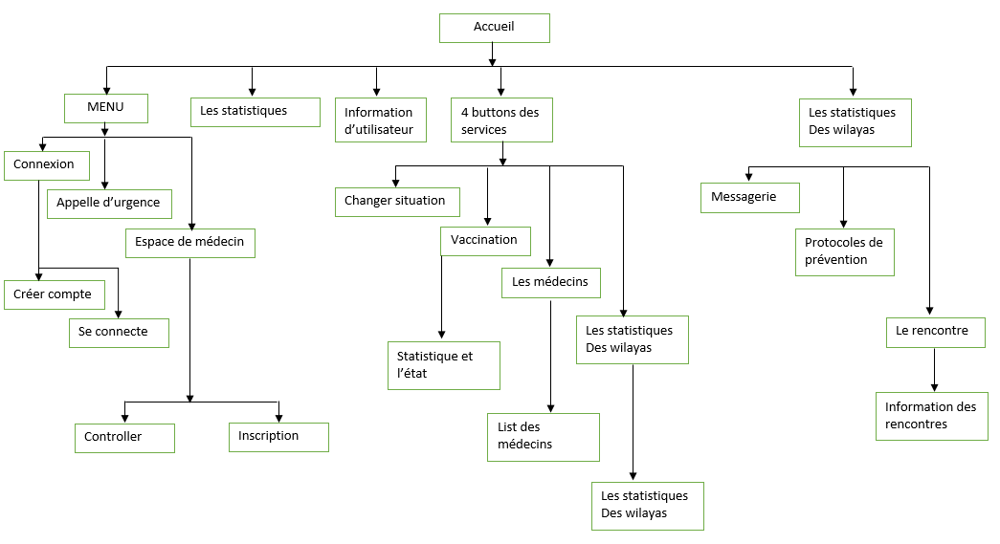 Accueil
MENU
Les statistiques
Information
d'utilisateur
4 buttons des
services
Les statistiques
Des wilayas
Connexion
Appelle d'urgence
Espace de médecin
Créer compte
Se connecte
Controller
Inscription
Changer situation
Vaccination
Les médecins
Les statistiques
Des wilayas
Statistique et
l'état
List des
médecins
Les statistiques
Des wilayas
Messagerie
Protocoles de
prévention
Le rencontre
Information des
rencontres